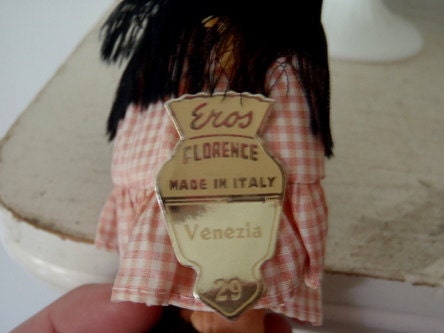 Eros
FLORENCE
MADE IN ITALY
Venezia
29